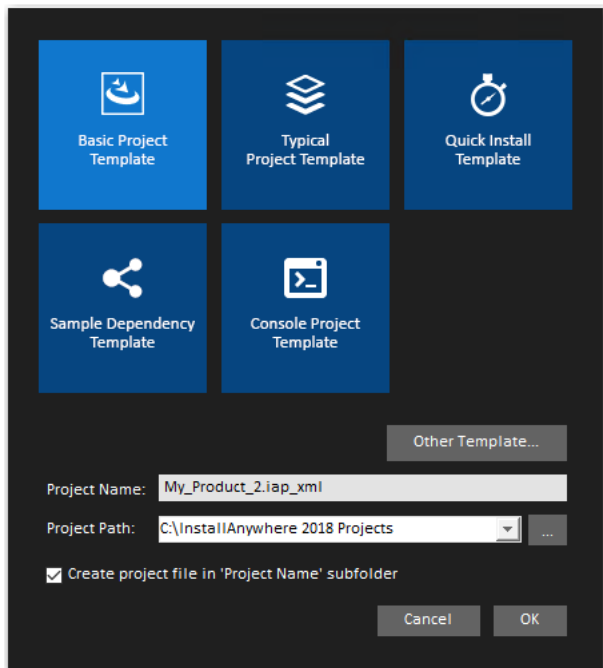 Basic Project
Template
Typical
Project Template
Quick Install
Template
Sample Dependency
Template
Console Project
Template
Other Template...
Project Name: My_Product_2.iap_xml
Project Path: C:\InstallAnywhere 2018 Projects ...
Create project file in 'Project Name' subfolder
Cancel OK